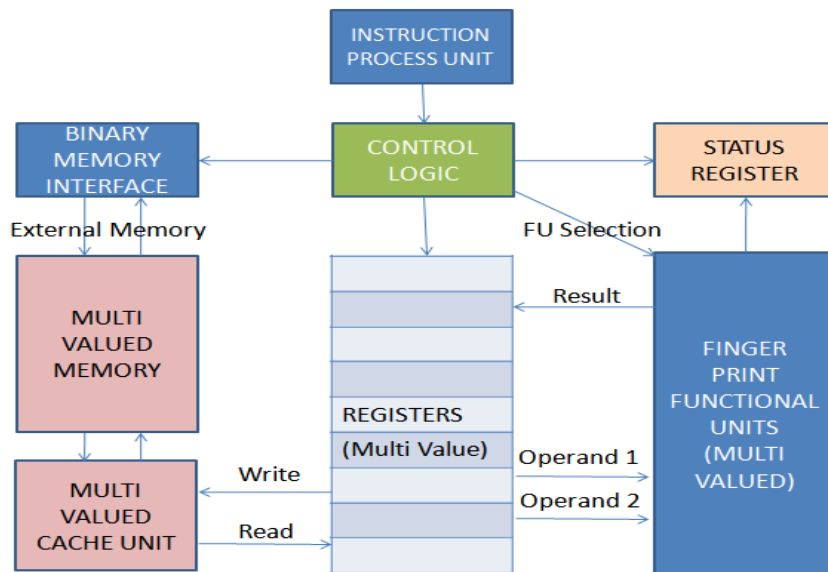 INSTRUCTION
PROCESS UNIT
BINARY
MEMORY
INTERFACE
CONTROL
LOGIC
STATUS
REGISTER
External Memory
FU Selection
MULTI
VALUED
MEMORY
Result
FINGER
PRINT
FUNCTIONAL
UNITS
(MULTI
VALUED)
REGISTERS
(Multi Value)
Operand 1
Operand 2
MULTI
VALUED
CACHE UNIT
Write
Read